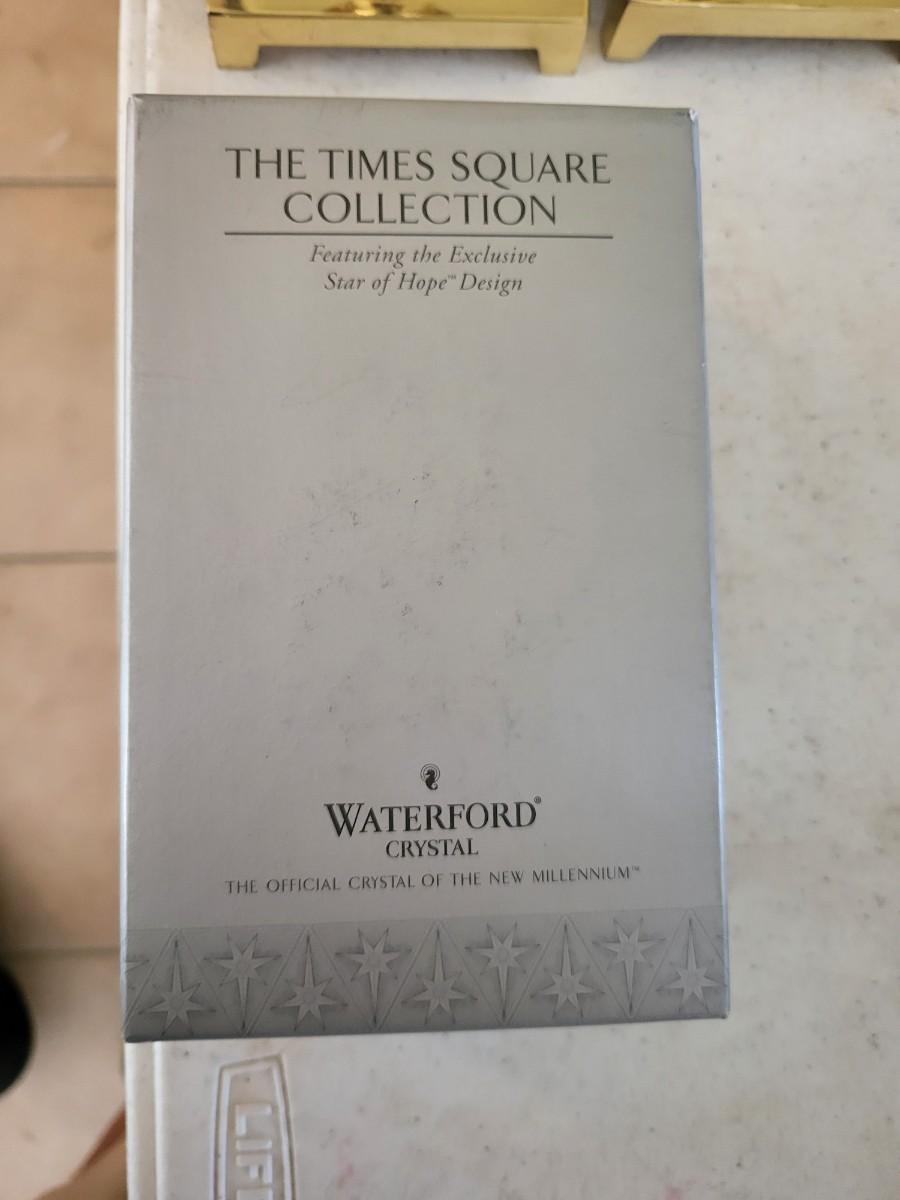 THE TIMES SQUARE
COLLECTION
Featuring the Exclusive
Star of Hope™ Design
WATERFORD®
CRYSTAL
THE OFFICIAL CRYSTAL OF THE NEW MILLENNIUM™